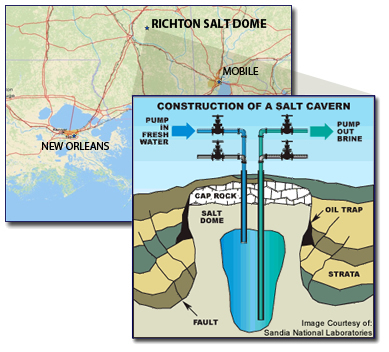 ★ RICHTON SALT DOME
MOBILE
NEW ORLEANS
CONSTRUCTION OF A SALT CAVERN
PUMP
IN
FRESH
WATER
PUMP
OUT
BRINE
CAP ROCK
OIL TRAP
SALT
DOME
STRATA
FAULT
Image Courtesy of:
Sandia National Laboratories